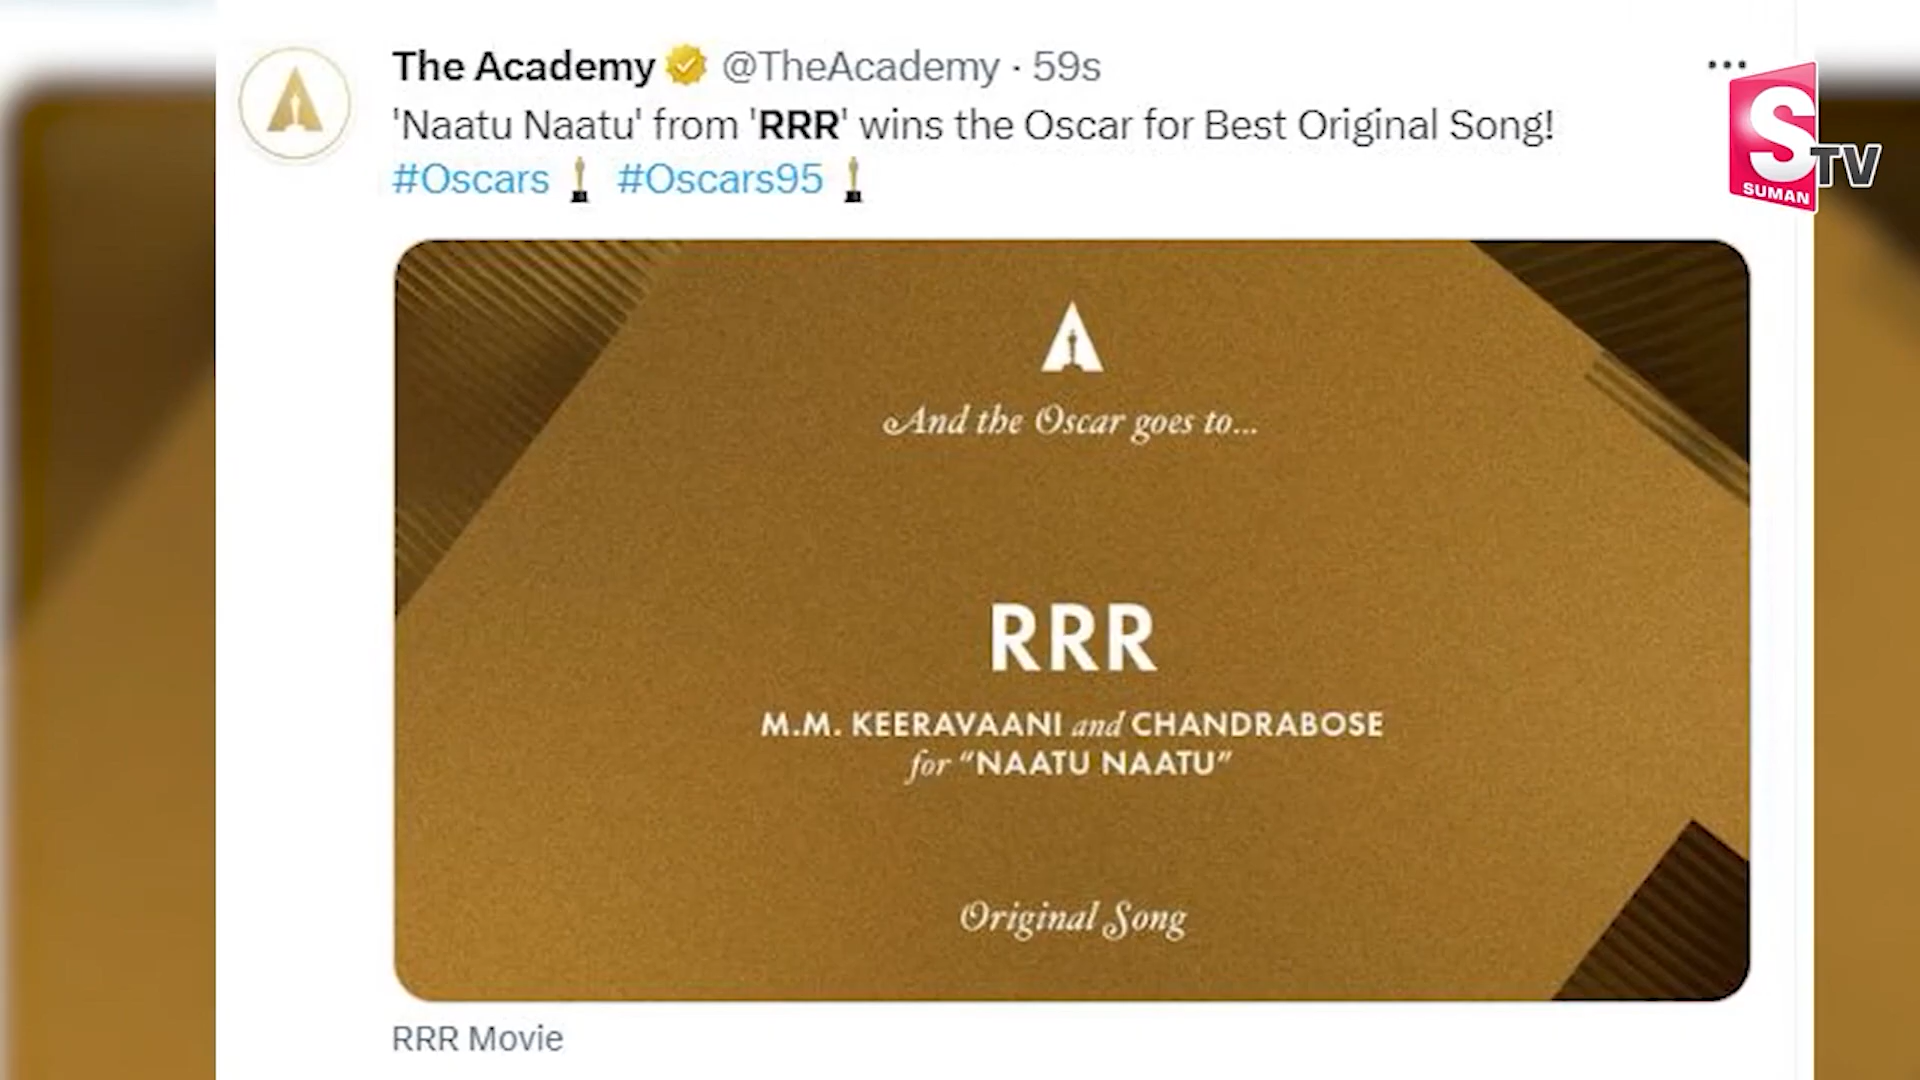 The Academy @TheAcademy · 59s
'Naatu Naatu' from 'RRR' wins the Oscar for Best Original Song!
#Oscars #Oscars95
S TV
SUMAN
And the Oscar goes to...
RRR
M.M. KEERAVAANI and CHANDRABOSE
for “NAATU NAATU”
Original Song
RRR Movie